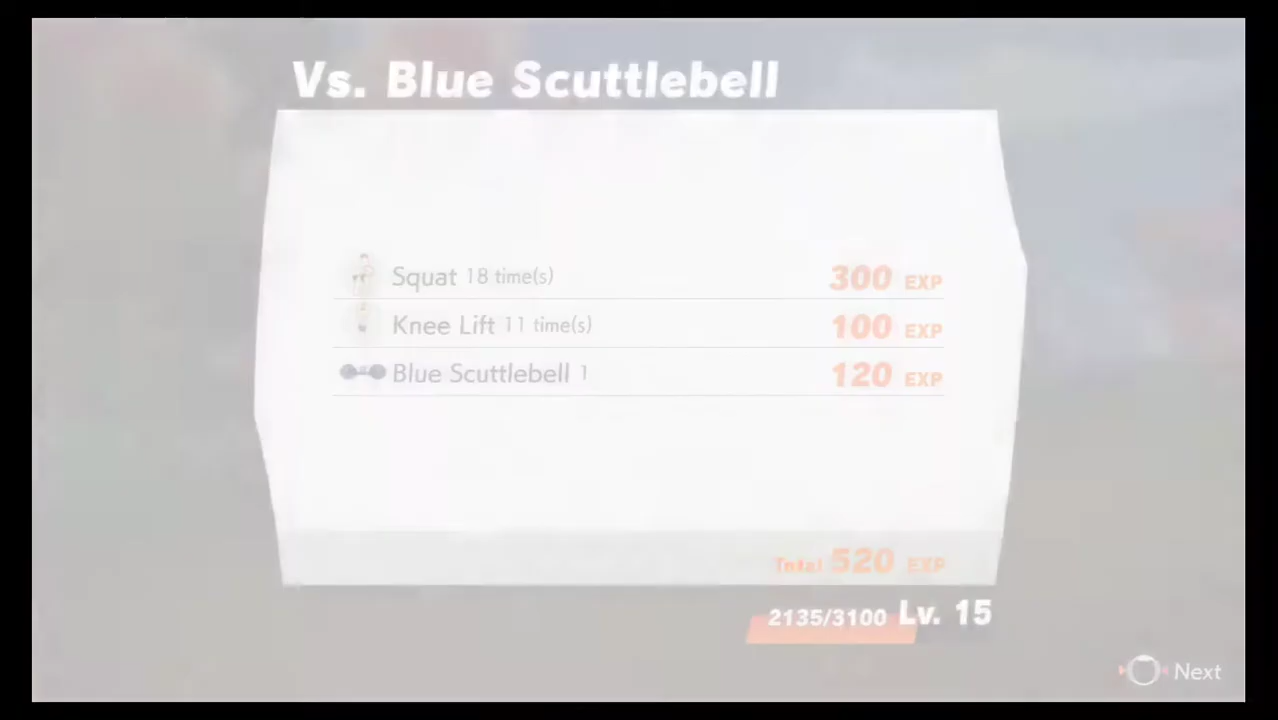 Vs. Blue Scuttlebell
Squat 18 time(s) 300 EXP
Knee Lift 11 time(s) 100 EXP
Blue Scuttlebell 1 120 EXP
Total 520 EXP
2135/3100 Lv. 15
Next